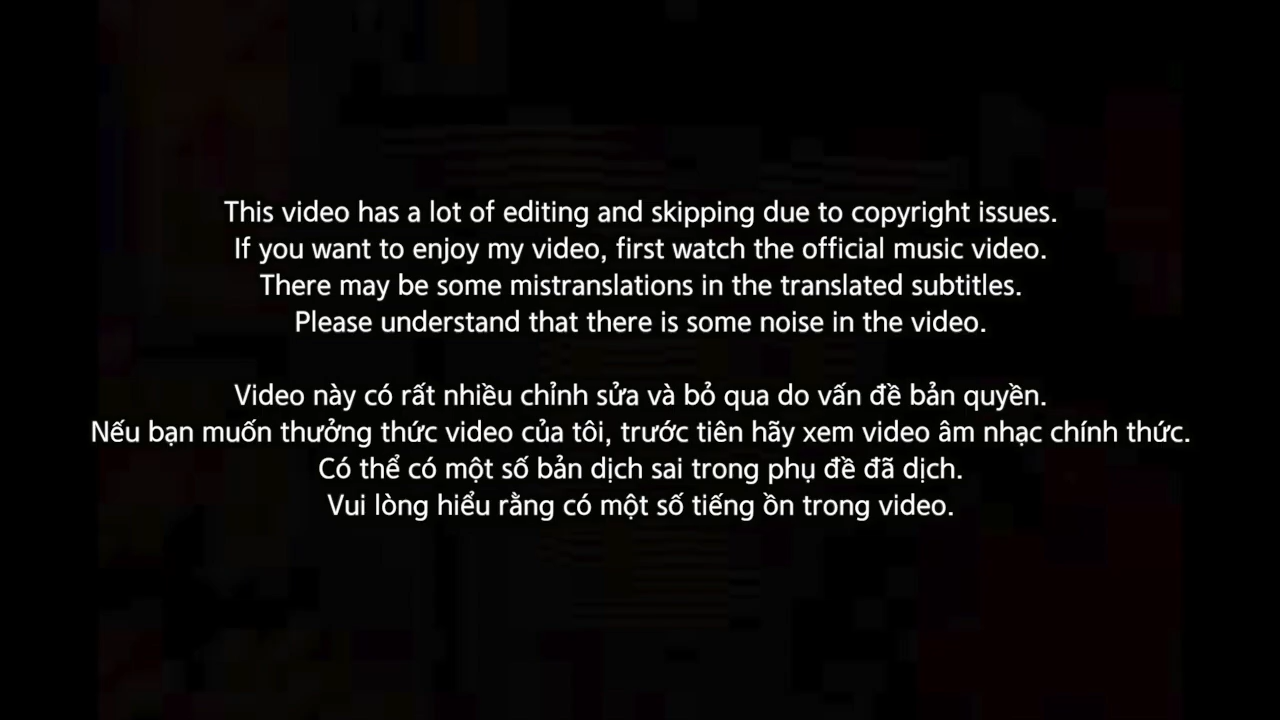 This video has a lot of editing and skipping due to copyright issues.
If you want to enjoy my video, first watch the official music video.
There may be some mistranslations in the translated subtitles.
Please understand that there is some noise in the video.
Video này có rất nhiều chỉnh sửa và bỏ qua do vấn đề bản quyền.
Nếu bạn muốn thưởng thức video của tôi, trước tiên hãy xem video âm nhạc chính thức.
Có thể có một số bản dịch sai trong phụ đề đã dịch.
Vui lòng hiểu rằng có một số tiếng ồn trong video.